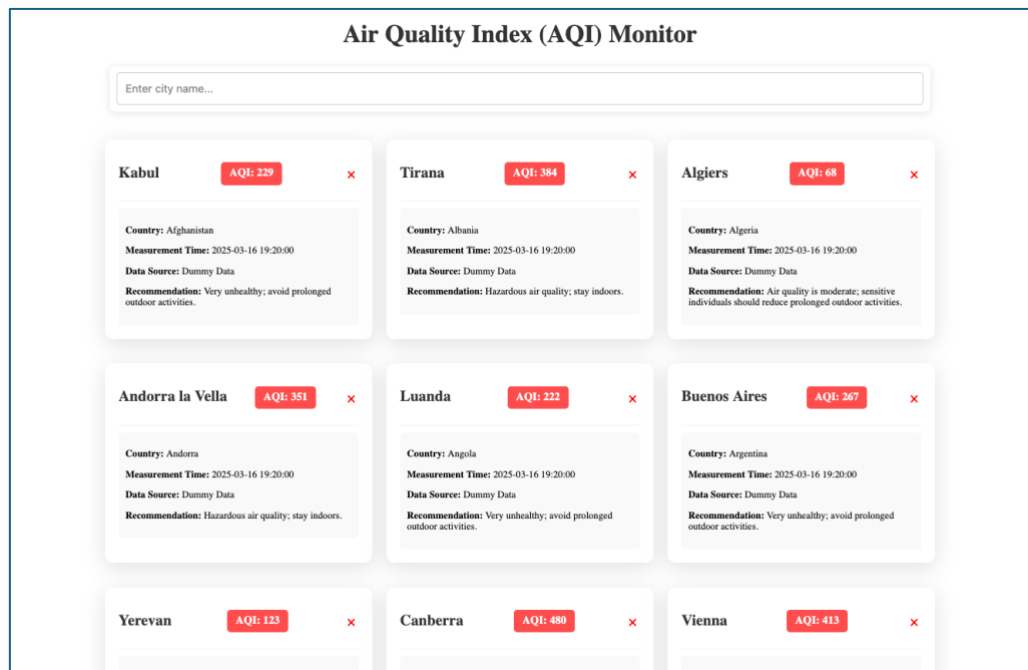 Air Quality Index (AQI) Monitor
Enter city name...
Kabul AQI: 229 ×
Country: Afghanistan
Measurement Time: 2025-03-16 19:20:00
Data Source: Dummy Data
Recommendation: Very unhealthy; avoid prolonged
outdoor activities.
Tirana AQI: 384 ×
Country: Albania
Measurement Time: 2025-03-16 19:20:00
Data Source: Dummy Data
Recommendation: Hazardous air quality; stay indoors.
Algiers AQI: 68 ×
Country: Algeria
Measurement Time: 2025-03-16 19:20:00
Data Source: Dummy Data
Recommendation: Air quality is moderate; sensitive
individuals should reduce prolonged outdoor activities.
Andorra la Vella AQI: 351 ×
Country: Andorra
Measurement Time: 2025-03-16 19:20:00
Data Source: Dummy Data
Recommendation: Hazardous air quality; stay indoors.
Luanda AQI: 222 ×
Country: Angola
Measurement Time: 2025-03-16 19:20:00
Data Source: Dummy Data
Recommendation: Very unhealthy; avoid prolonged
outdoor activities.
Buenos Aires AQI: 267 ×
Country: Argentina
Measurement Time: 2025-03-16 19:20:00
Data Source: Dummy Data
Recommendation: Very unhealthy; avoid prolonged
outdoor activities.
Yerevan AQI: 123 ×
Canberra AQI: 480 ×
Vienna AQI: 413 ×